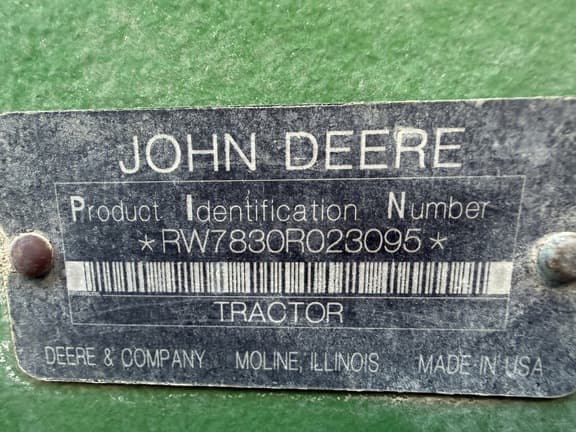 JOHN DEERE
Product Identification Number
*RW7830R023095*
TRACTOR
DEERE & COMPANY MOLINE, ILLINOIS MADE IN USA